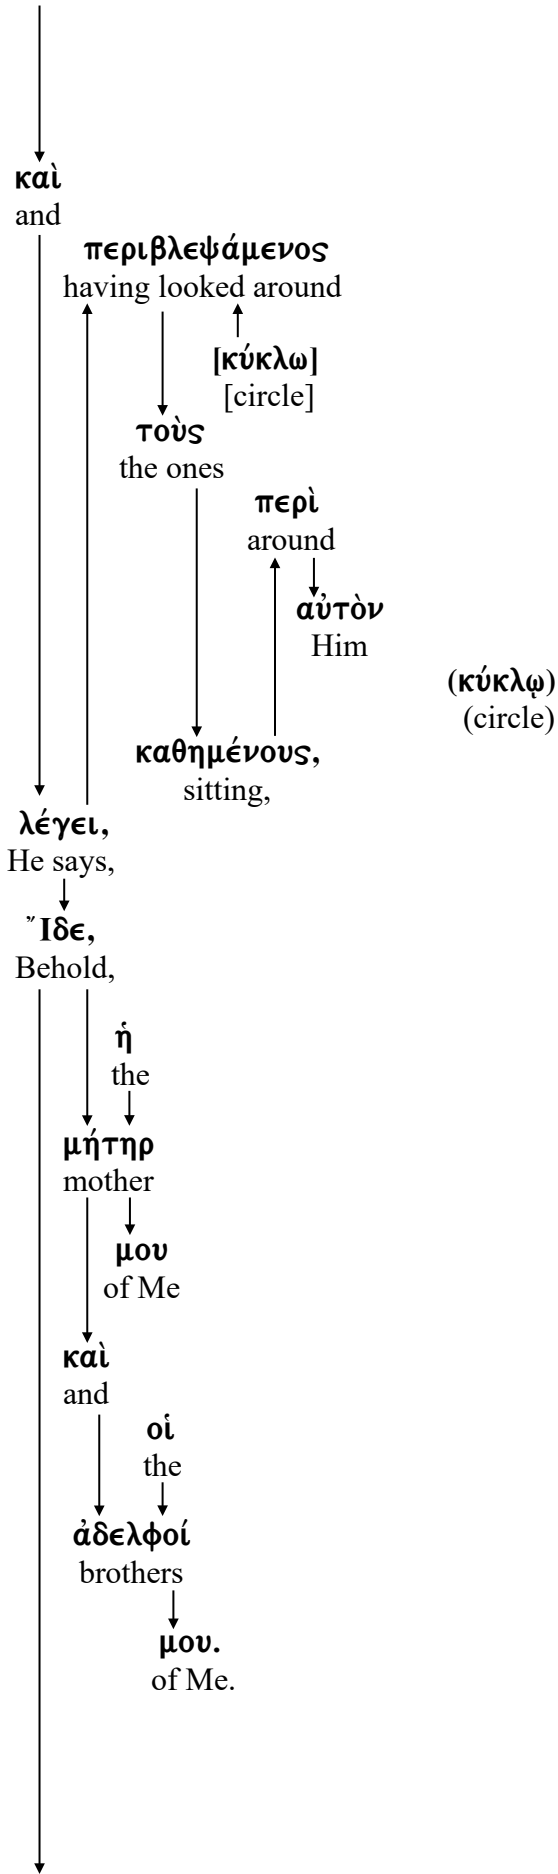 καὶ
and
περιβλεψάμενος
having looked around
[κύκλω]
[circle]
τοὺς
the ones
περὶ
around
αὐτὸν
Him
(κύκλῳ)
(circle)
καθημένους,
sitting,
λέγει,
He says,
Ἴδε,
Behold,
ἡ
the
μήτηρ
mother
μου
of Me
καὶ
and
οἱ
the
ἀδελφοί
brothers
μου.
of Me.